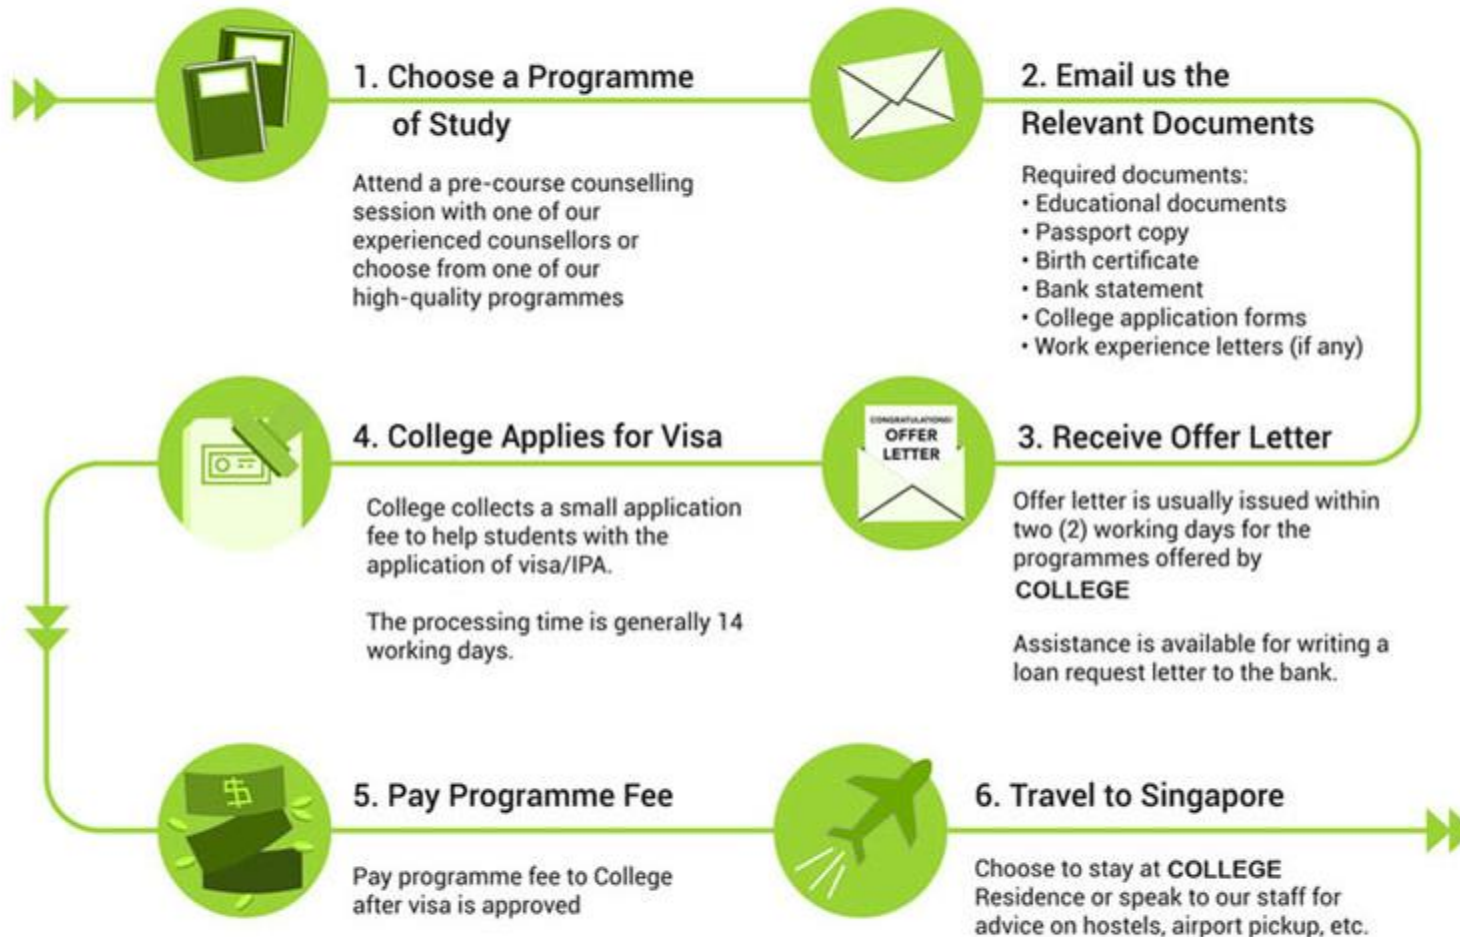 1. Choose a Programme
of Study
Attend a pre-course counselling
session with one of our
experienced counsellors or
choose from one of our
high-quality programmes
2. Email us the
Relevant Documents
Required documents:
• Educational documents
• Passport copy
• Birth certificate
• Bank statement
• College application forms
• Work experience letters (if any)
CONGRATULATIONS!
OFFER
LETTER
3. Receive Offer Letter
Offer letter is usually issued within
two (2) working days for the
programmes offered by
COLLEGE
Assistance is available for writing a
loan request letter to the bank.
4. College Applies for Visa
College collects a small application
fee to help students with the
application of visa/IPA.
The processing time is generally 14
working days.
$
5. Pay Programme Fee
Pay programme fee to College
after visa is approved
6. Travel to Singapore
Choose to stay at COLLEGE
Residence or speak to our staff for
advice on hostels, airport pickup, etc.